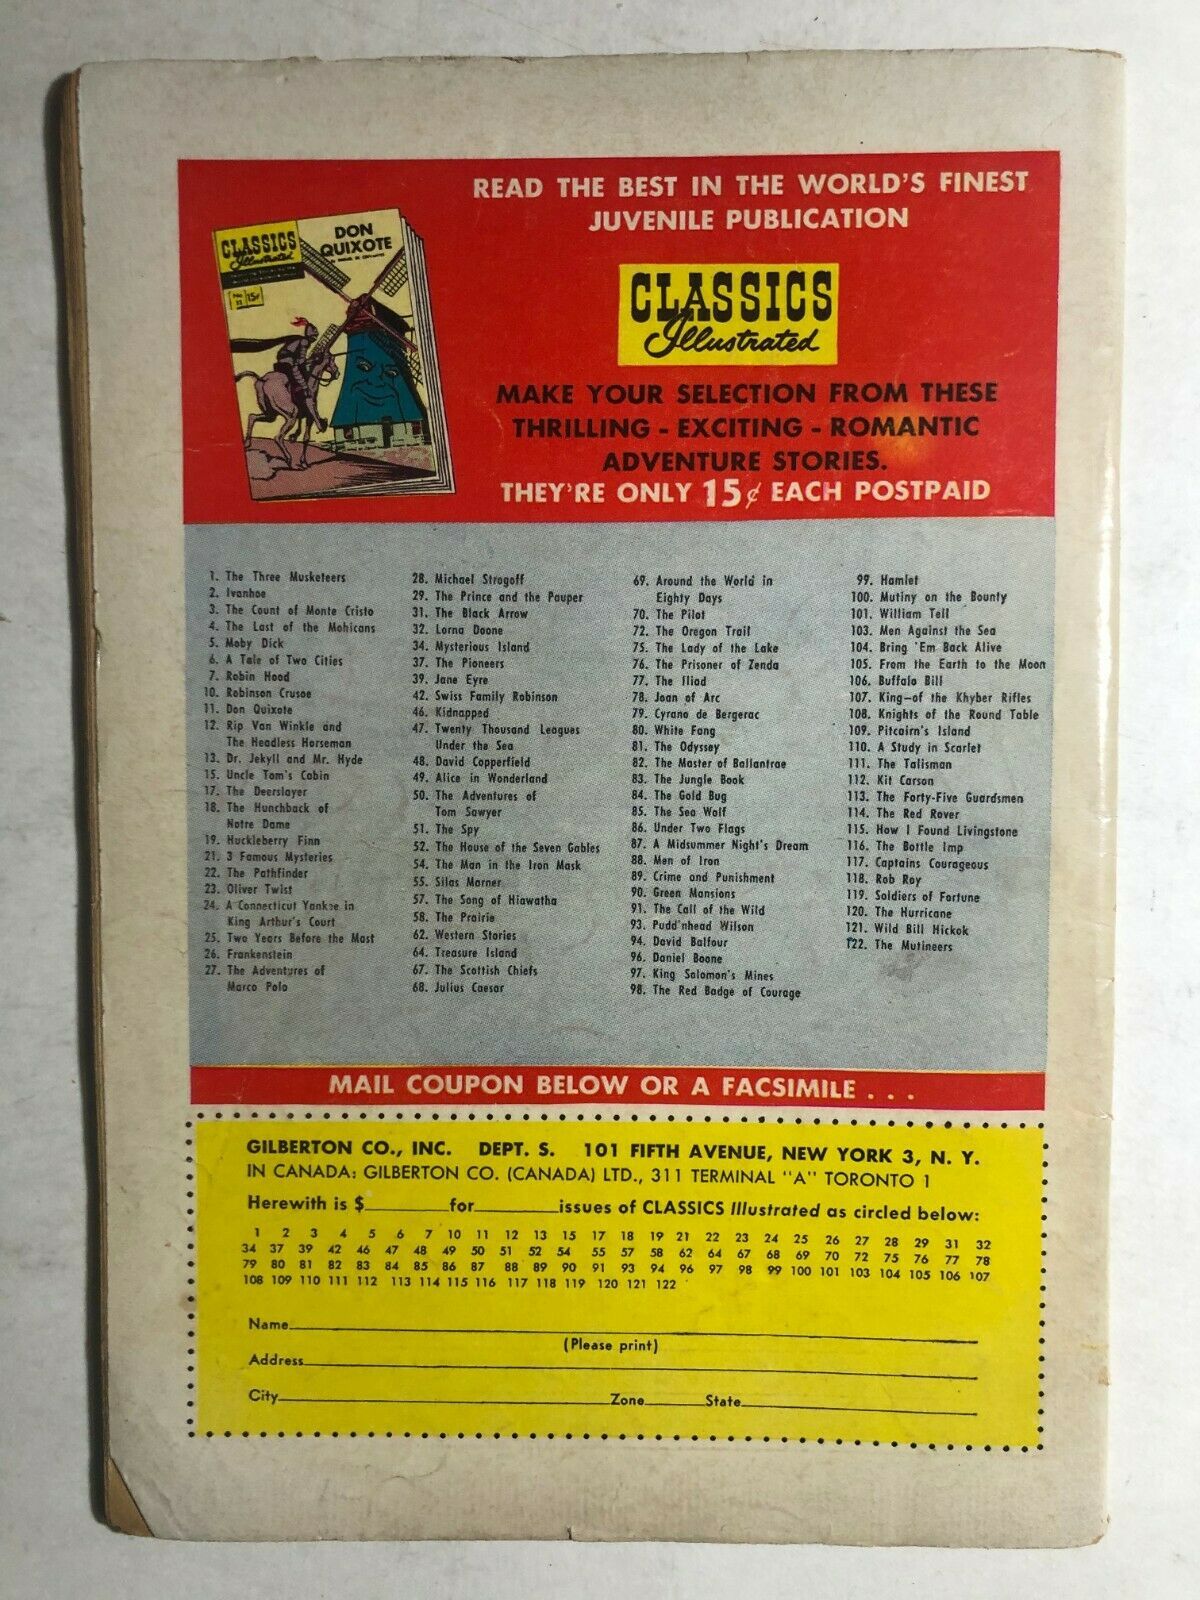 READ THE BEST IN THE WORLD'S FINEST
JUVENILE PUBLICATION
CLASSICS
Illustrated
DON
QUIXOTE
CLASSICS
Illustrated
No.
11
15¢
MAKE YOUR SELECTION FROM THESE
THRILLING - EXCITING - ROMANTIC
ADVENTURE STORIES.
THEY'RE ONLY 15¢ EACH POSTPAID
1. The Three Musketeers
2. Ivanhoe
3. The Count of Monte Cristo
4. The Last of the Mohicans
5. Moby Dick
6. A Tale of Two Cities
7. Robin Hood
10. Robinson Crusoe
11. Don Quixote
12. Rip Van Winkle and
The Headless Horseman
13. Dr. Jekyll and Mr. Hyde
15. Uncle Tom's Cabin
17. The Deerslayer
18. The Hunchback of
Notre Dame
19. Huckleberry Finn
21. 3 Famous Mysteries
22. The Pathfinder
23. Oliver Twist
24. A Connecticut Yankee in
King Arthur's Court
25. Two Years Before the Mast
26. Frankenstein
27. The Adventures of
Marco Polo
28. Michael Strogoff
29. The Prince and the Pauper
31. The Black Arrow
32. Lorna Doone
34. Mysterious Island
37. The Pioneers
39. Jane Eyre
42. Swiss Family Robinson
46. Kidnapped
47. Twenty Thousand Leagues
Under the Sea
48. David Copperfield
49. Alice in Wonderland
50. The Adventures of
Tom Sawyer
51. The Spy
52. The House of the Seven Gables
54. The Man in the Iron Mask
55. Silas Marner
57. The Song of Hiawatha
58. The Prairie
62. Western Stories
64. Treasure Island
67. The Scottish Chiefs
68. Julius Caesar
69. Around the World in
Eighty Days
70. The Pilot
72. The Oregon Trail
75. The Lady of the Lake
76. The Prisoner of Zenda
77. The Iliad
78. Joan of Arc
79. Cyrano de Bergerac
80. White Fang
81. The Odyssey
82. The Master of Ballantrae
83. The Jungle Book
84. The Gold Bug
85. The Sea Wolf
86. Under Two Flags
87. A Midsummer Night's Dream
88. Men of Iron
89. Crime and Punishment
90. Green Mansions
91. The Call of the Wild
93. Pudd'nhead Wilson
94. David Balfour
96. Daniel Boone
97. King Solomon's Mines
98. The Red Badge of Courage
99. Hamlet
100. Mutiny on the Bounty
101. William Tell
103. Men Against the Sea
104. Bring 'Em Back Alive
105. From the Earth to the Moon
106. Buffalo Bill
107. King—of the Khyber Rifles
108. Knights of the Round Table
109. Pitcairn's Island
110. A Study in Scarlet
111. The Talisman
112. Kit Carson
113. The Forty-Five Guardsmen
114. The Red Rover
115. How I Found Livingstone
116. The Bottle Imp
117. Captains Courageous
118. Rob Roy
119. Soldiers of Fortune
120. The Hurricane
121. Wild Bill Hickok
122. The Mutineers
MAIL COUPON BELOW OR A FACSIMILE . . .
GILBERTON CO., INC. DEPT. S. 101 FIFTH AVENUE, NEW YORK 3, N. Y.
IN CANADA: GILBERTON CO. (CANADA) LTD., 311 TERMINAL "A" TORONTO 1
Herewith is $________for________issues of CLASSICS Illustrated as circled below:
1 2 3 4 5 6 7 10 11 12 13 15 17 18 19 21 22 23 24 25 26 27 28 29 31 32
34 37 39 42 46 47 48 49 50 51 52 54 55 57 58 62 64 67 68 69 70 72 75 76 77 78
79 80 81 82 83 84 85 86 87 88 89 90 91 93 94 96 97 98 99 100 101 103 104 105 106 107
108 109 110 111 112 113 114 115 116 117 118 119 120 121 122
Name
(Please print)
Address
City Zone State